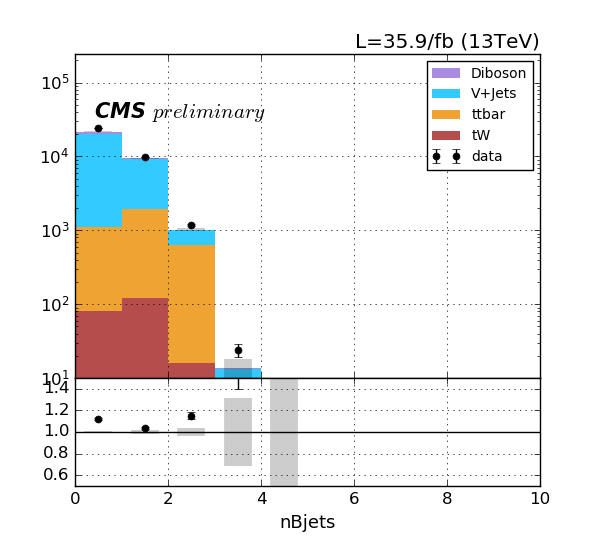 L=35.9/fb (13TeV)
10^5
Diboson
V+Jets
ttbar
tW
data
CMS preliminary
10^4
10^3
10^2
10^1
1.4
1.2
1.0
0.8
0.6
0 2 4 6 8 10
nBjets